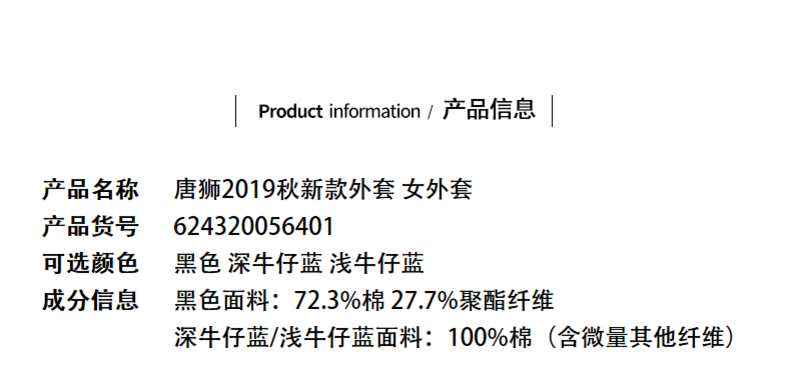 Product information / 产品信息
产品名称 唐狮2019秋新款外套 女外套
产品货号 624320056401
可选颜色 黑色 深牛仔蓝 浅牛仔蓝
成分信息 黑色面料：72.3%棉 27.7%聚酯纤维
深牛仔蓝/浅牛仔蓝面料：100%棉（含微量其他纤维）